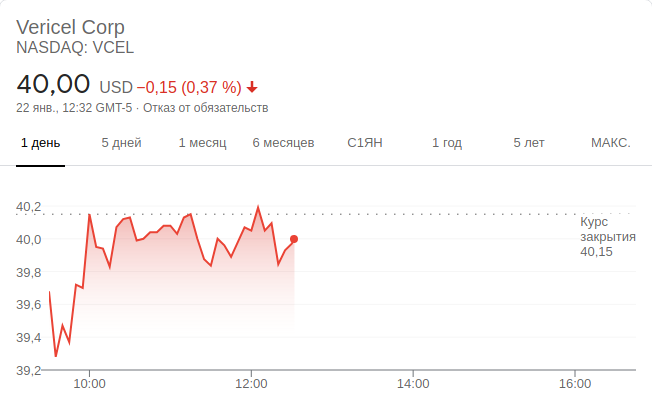 Vericel Corp
NASDAQ: VCEL
40,00 USD −0,15 (0,37 %)
22 янв., 12:32 GMT-5 · Отказ от обязательств
1 день 5 дней 1 месяц 6 месяцев С1ЯН 1 год 5 лет МАКС.
40,2
Курс
закрытия
40,15
40,0
39,8
39,6
39,4
39,2
10:00 12:00 14:00 16:00